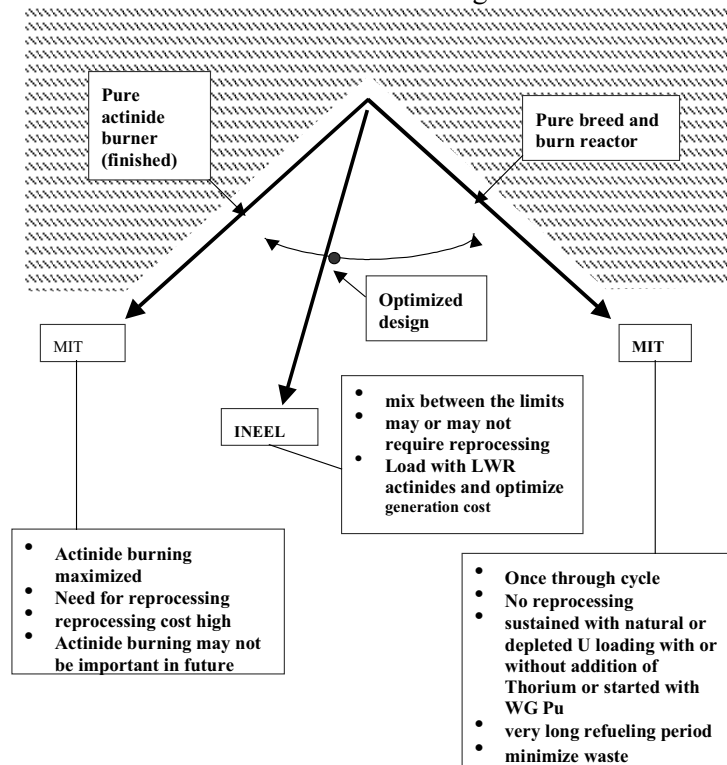 Pure
actinide
burner
(finished)
Pure breed and
burn reactor
Optimized
design
MIT
MIT
INEEL
• mix between the limits
• may or may not
require reprocessing
• Load with LWR
actinides and optimize
generation cost
• Actinide burning
maximized
• Need for reprocessing
• reprocessing cost high
• Actinide burning may not
be important in future
• Once through cycle
• No reprocessing
• sustained with natural or
depleted U loading with or
without addition of
Thorium or started with
WG Pu
• very long refueling period
• minimize waste